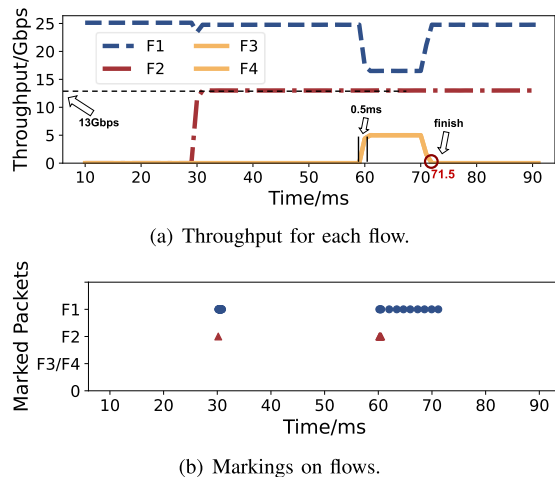 Throughput/Gbps
25
20
15
10
5
0
F1 F3
F2 F4
13Gbps
0.5ms
finish
71.5
10 20 30 40 50 60 70 80 90
Time/ms
(a) Throughput for each flow.
Marked Packets
F1
F2
F3/F4
0
10 20 30 40 50 60 70 80 90
Time/ms
(b) Markings on flows.